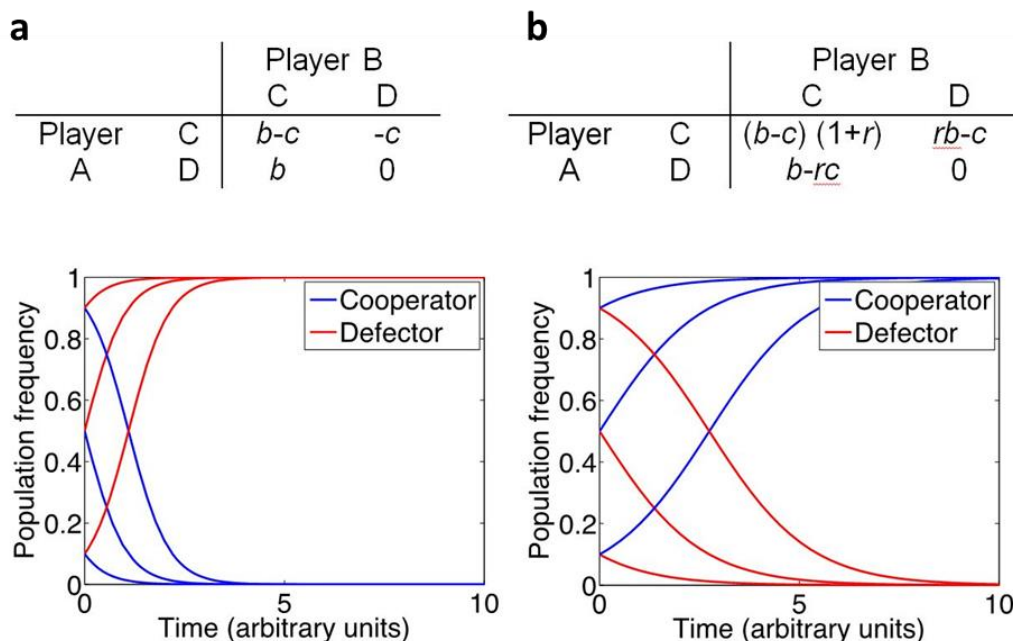 a
Player B
C D
Player C b-c -c
A D b 0
b
Player B
C D
Player C (b-c) (1+r) rb-c
A D b-rc 0
1
0.8
0.6
0.4
0.2
0
Population frequency
Cooperator
Defector
0 5 10
Time (arbitrary units)
1
0.8
0.6
0.4
0.2
0
Population frequency
Cooperator
Defector
0 5 10
Time (arbitrary units)